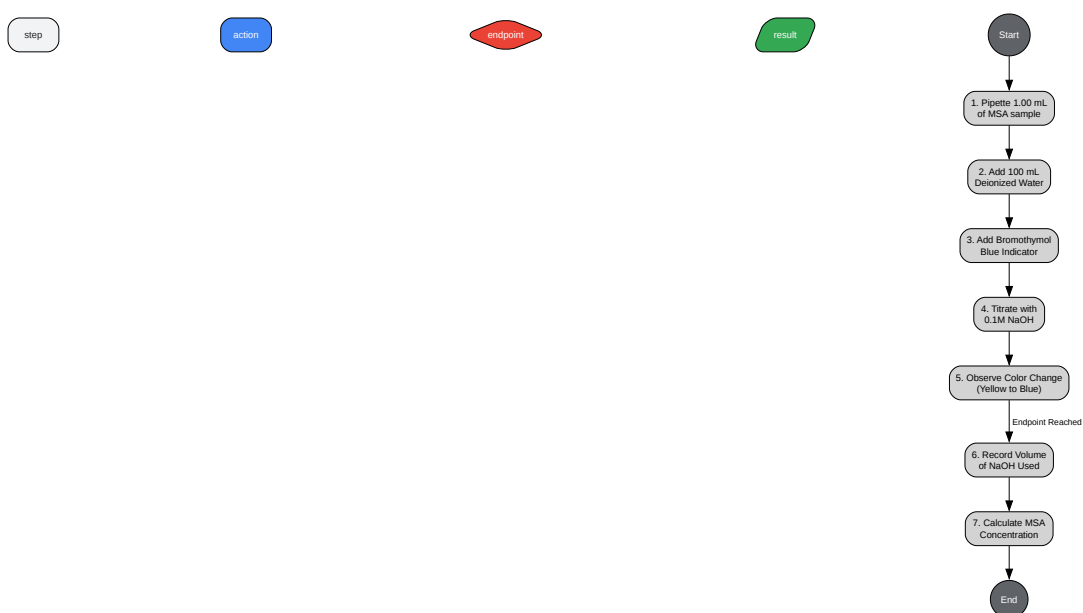 step
action
endpoint
result
Start
1. Pipette 1.00 mL
of MSA sample
2. Add 100 mL
Deionized Water
3. Add Bromothymol
Blue Indicator
4. Titrate with
0.1M NaOH
5. Observe Color Change
(Yellow to Blue)
Endpoint Reached
6. Record Volume
of NaOH Used
7. Calculate MSA
Concentration
End